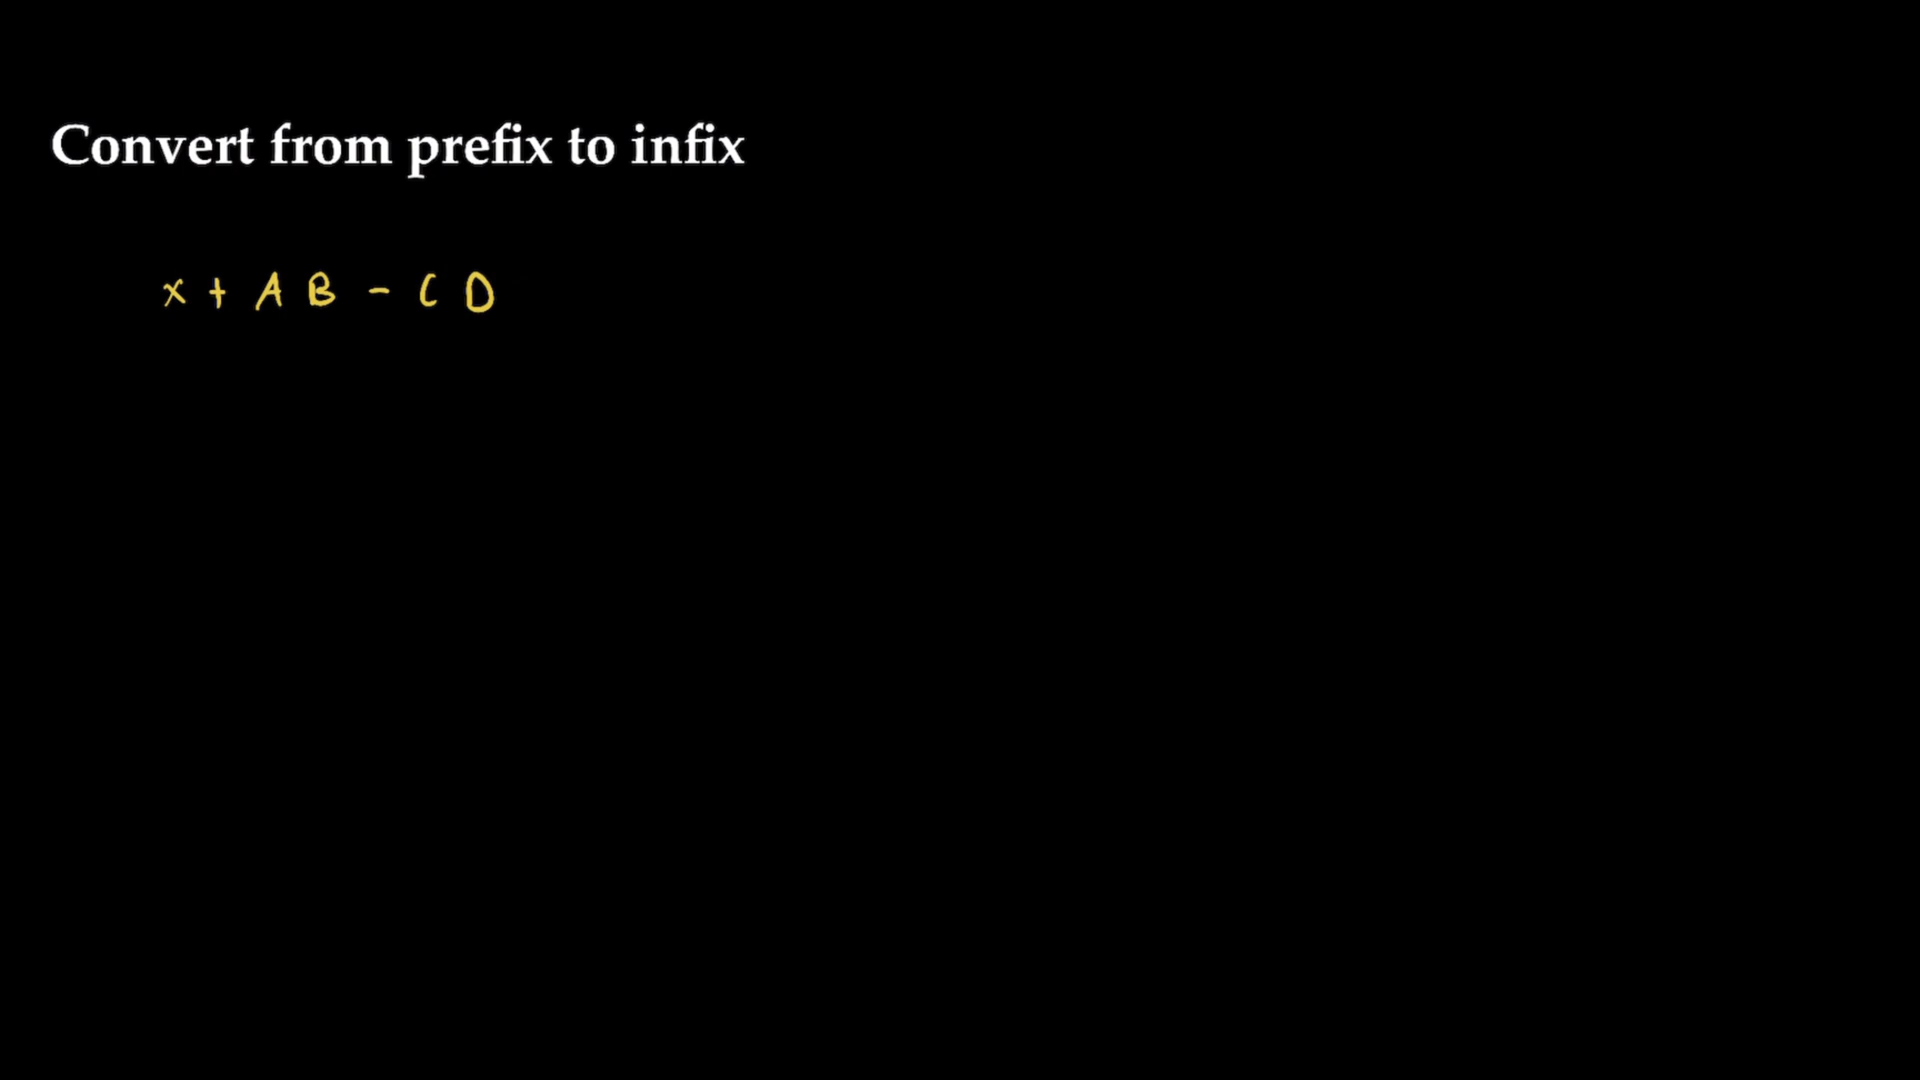 Convert from prefix to infix
x + A B - C D